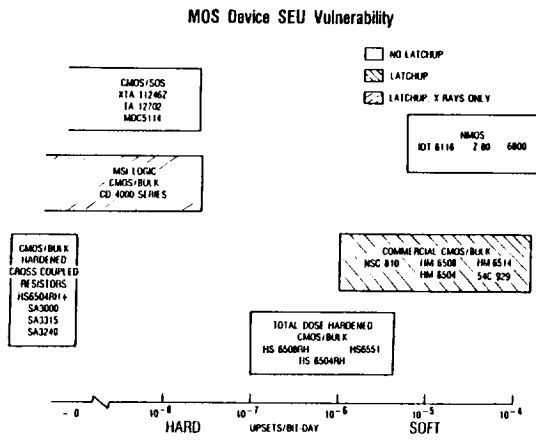 MOS Device SEU Vulnerability
NO LATCHUP
LATCHUP
LATCHUP, X RAYS ONLY
CMOS/SOS
TA 12702
MDC5114
NMOS
IDT 6116 Z 80 6800
MSI LOGIC
CMOS/BULK
CD 4000 SERIES
CMOS/BULK
HARDENED
CROSS COUPLED
RESISTORS
HS6504RH +
SA3000
SA3315
SA3240
COMMERCIAL CMOS/BULK
NSC 810 HM 6508 HM 6514
HM 6504 54C 929
TOTAL DOSE HARDENED
CMOS/BULK
HS 6508RH HS6551
HS 6504RH
~ 0 10⁻⁸ 10⁻⁷ 10⁻⁶ 10⁻⁵ 10⁻⁴
HARD UPSETS/BIT-DAY SOFT